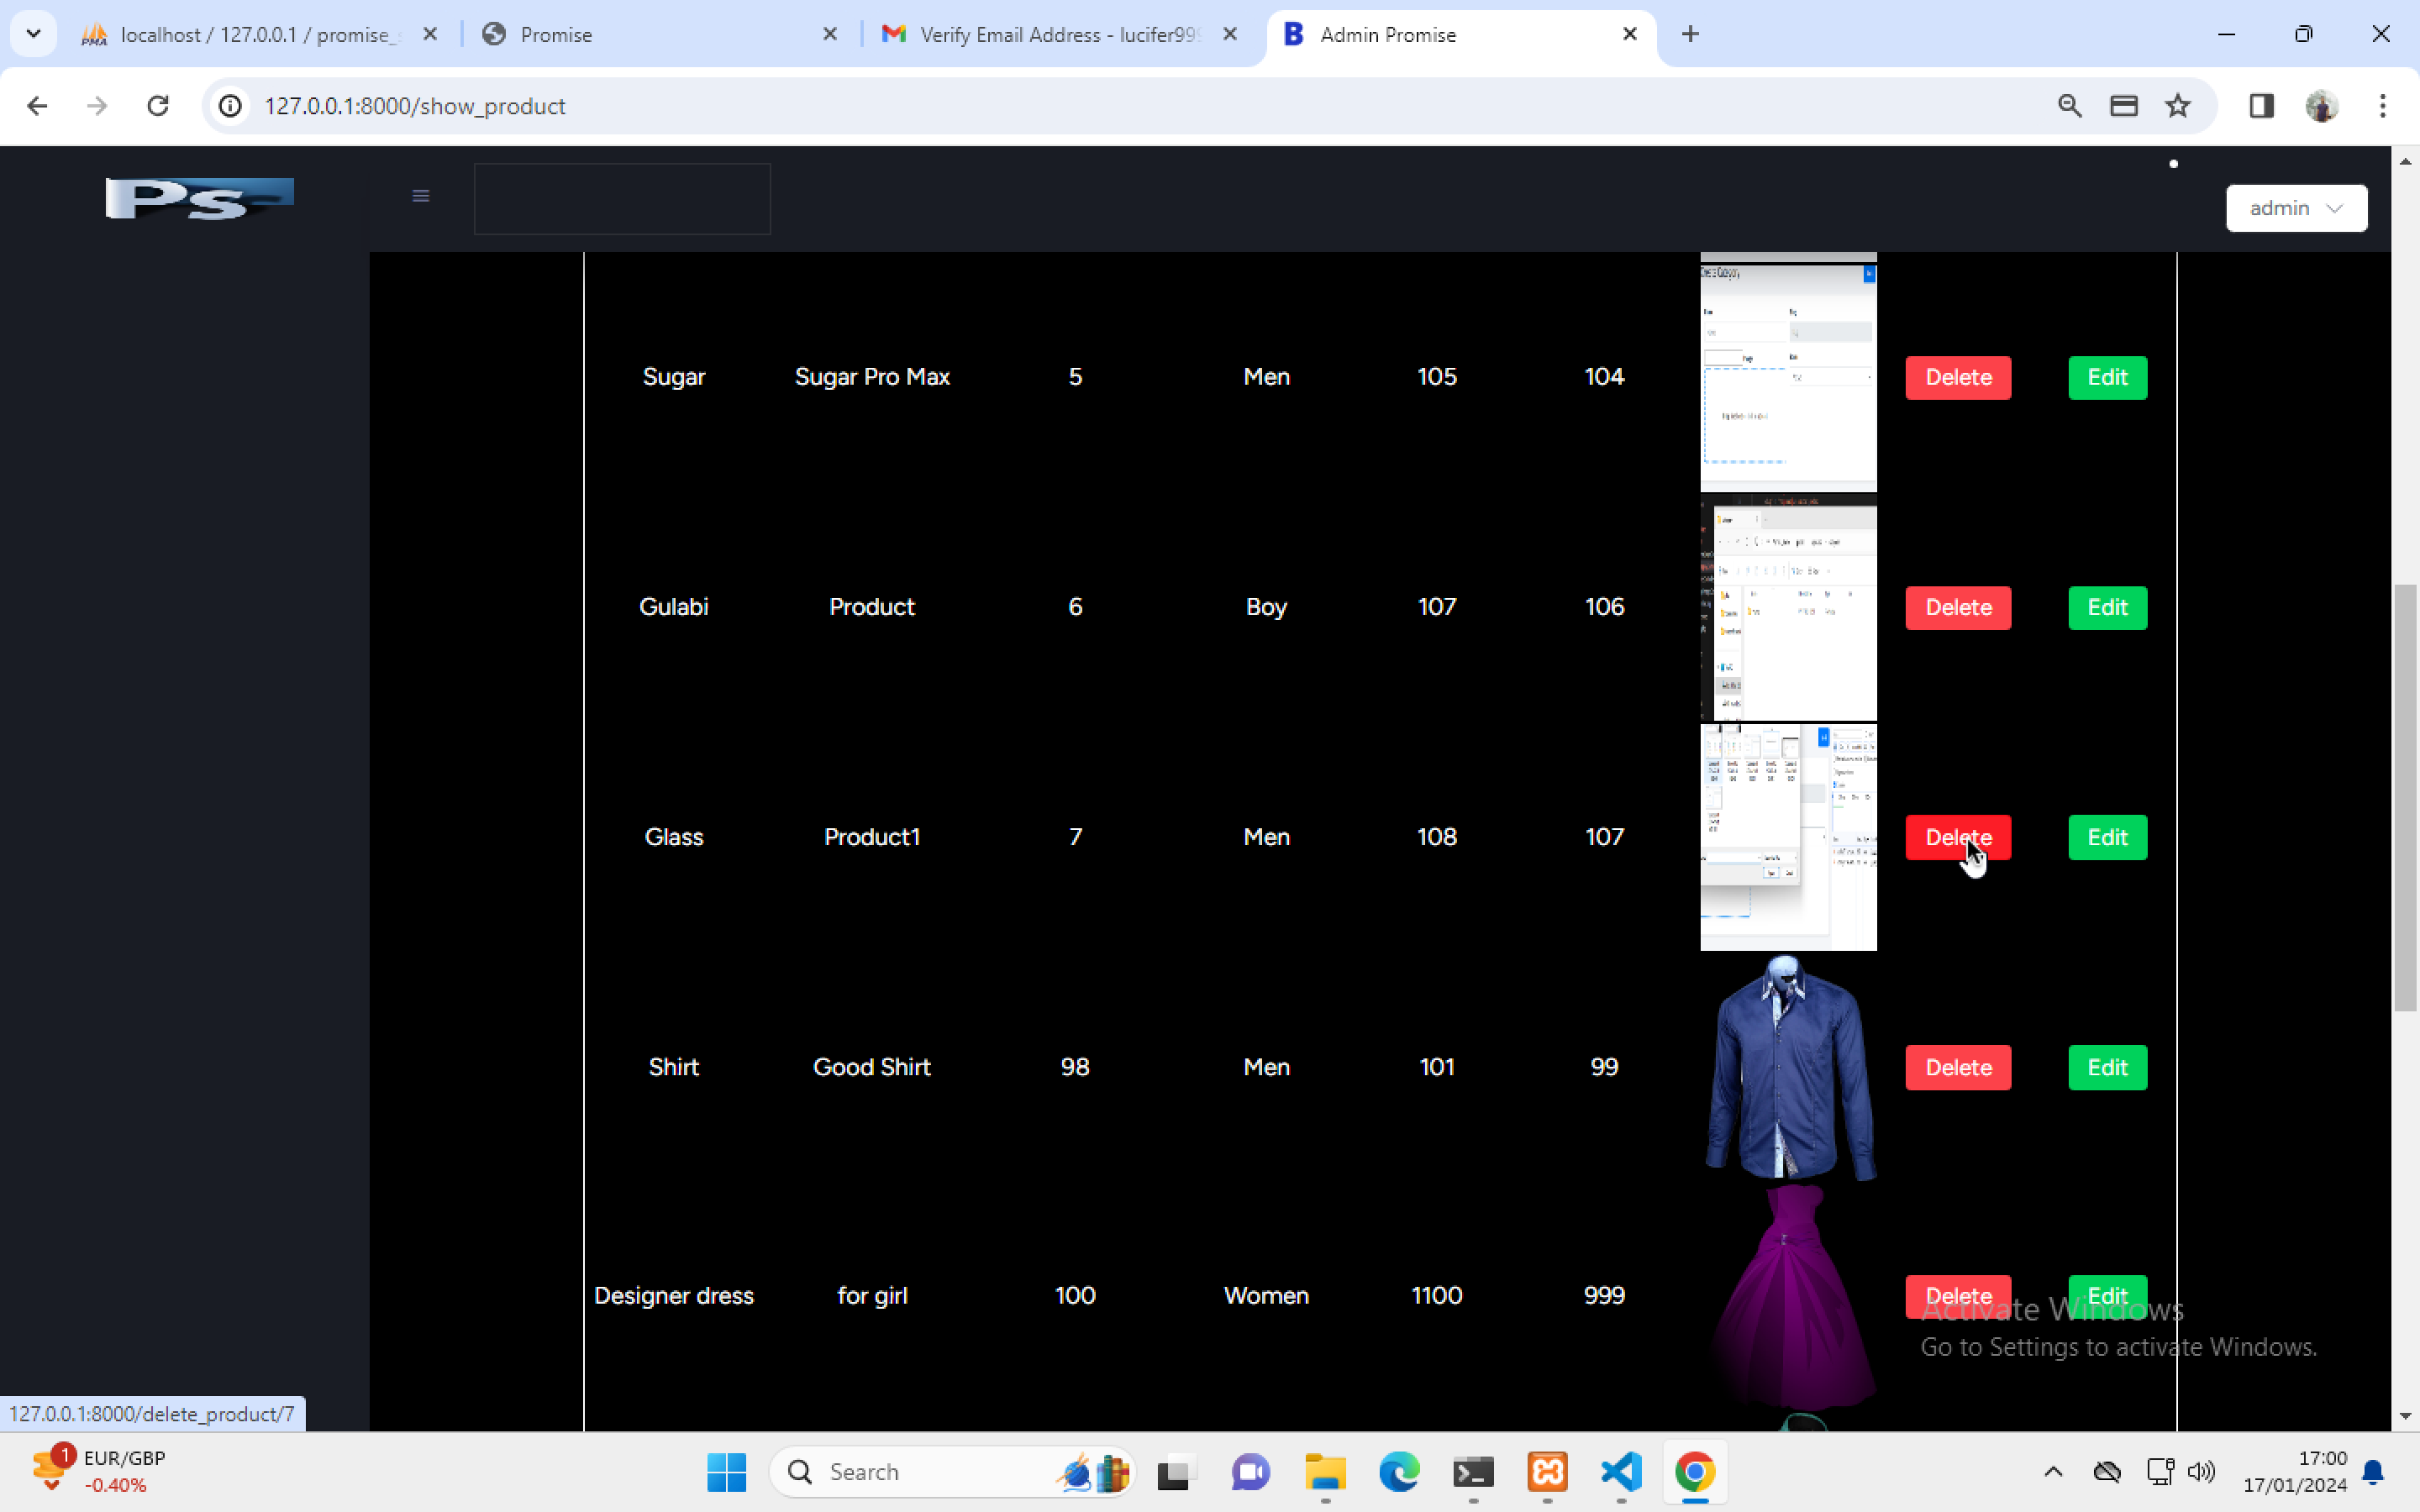 localhost / 127.0.0.1 / promise_s
Promise
Verify Email Address - lucifer999
Admin Promise
127.0.0.1:8000/show_product
Ps
admin
Sugar Sugar Pro Max 5 Men 105 104 Delete Edit
Gulabi Product 6 Boy 107 106 Delete Edit
Glass Product1 7 Men 108 107 Delete Edit
Shirt Good Shirt 98 Men 101 99 Delete Edit
Designer dress for girl 100 Women 1100 999 Delete Edit
Activate Windows
Go to Settings to activate Windows.
127.0.0.1:8000/delete_product/7
1 EUR/GBP
-0.40%
Search
17:00
17/01/2024